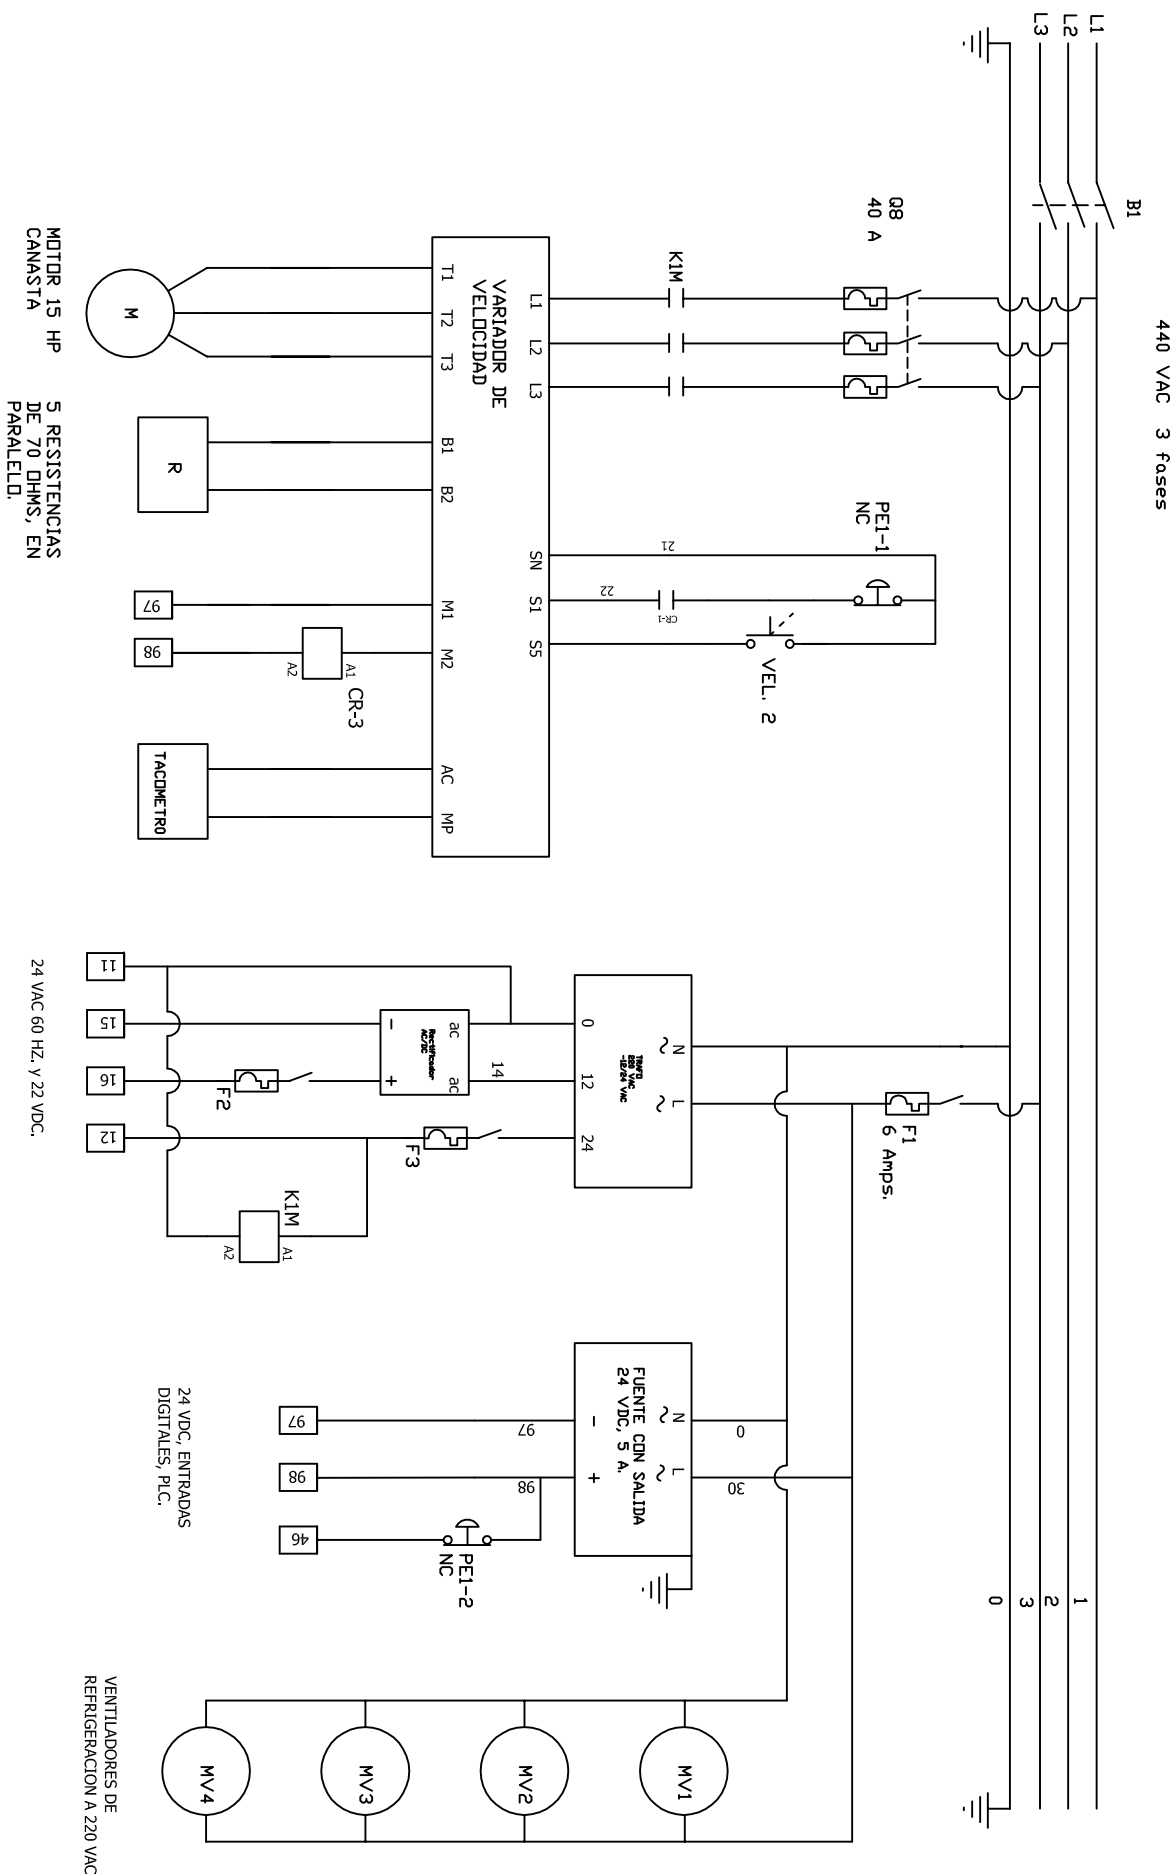 440 VAC 3 fases
L1
L2
L3
B1
1
2
3
0
Q8
40 A
K1M
PE1-1
NC
21
22
CR-1
VEL. 2
L1
L2
L3
SN
S1
S5
VARIADOR DE
VELOCIDAD
T1
T2
T3
B1
B2
M1
M2
AC
MP
M
MOTOR 15 HP
CANASTA
R
5 RESISTENCIAS
DE 70 OHMS, EN
PARALELO.
97
98
A1
A2
CR-3
TACOMETRO
F1
6 Amps.
N
L
~
~
TRAFO
220 VAC
-12/24 VAC
0
12
24
14
ac
ac
Rectificador
AC/DC
-
+
F2
F3
K1M
A1
A2
11
15
16
12
24 VAC 60 HZ. y 22 VDC.
0
30
N
L
~
~
FUENTE CON SALIDA
24 VDC, 5 A.
-
+
97
98
PE1-2
NC
97
98
46
24 VDC, ENTRADAS
DIGITALES, PLC.
MV1
MV2
MV3
MV4
VENTILADORES DE
REFRIGERACION A 220 VAC